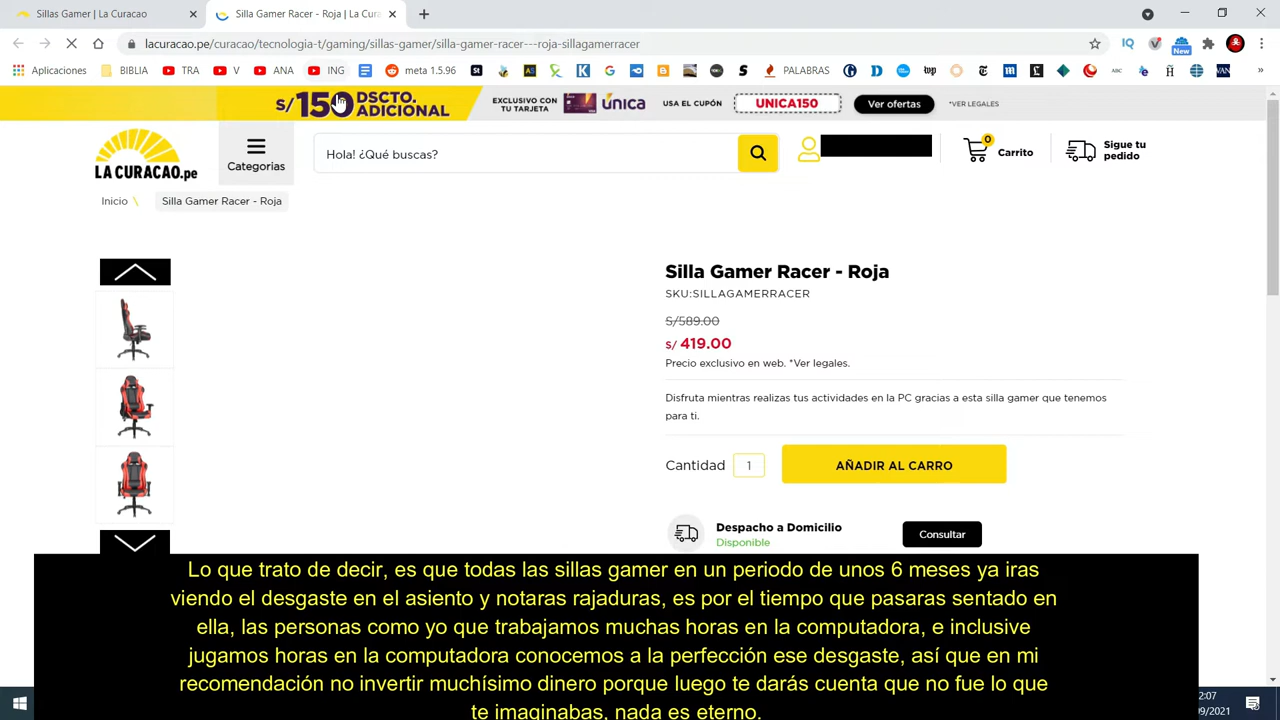 Sillas Gamer | La Curacao
Silla Gamer Racer - Roja | La Cur
lacuracao.pe/curacao/tecnologia-t/gaming/sillas-gamer/silla-gamer-racer---roja-sillagamerracer
New
Aplicaciones
BIBLIA
TRA
V
ANA
ING
meta 1.5.96
PALABRAS
S/150 DSCTO. ADICIONAL
EXCLUSIVO CON TU TARJETA
única
USA EL CUPÓN
UNICA150
Ver ofertas
*VER LEGALES
LA CURACAO.pe
Categorias
Hola! ¿Qué buscas?
0
Carrito
Sigue tu
pedido
Inicio \ Silla Gamer Racer - Roja
Silla Gamer Racer - Roja
SKU:SILLAGAMERRACER
S/589.00
S/ 419.00
Precio exclusivo en web. *Ver legales.
Disfruta mientras realizas tus actividades en la PC gracias a esta silla gamer que tenemos
para ti.
Cantidad 1 AÑADIR AL CARRO
Despacho a Domicilio
Disponible
Consultar
Lo que trato de decir, es que todas las sillas gamer en un periodo de unos 6 meses ya iras
viendo el desgaste en el asiento y notaras rajaduras, es por el tiempo que pasaras sentado en
ella, las personas como yo que trabajamos muchas horas en la computadora, e inclusive
jugamos horas en la computadora conocemos a la perfección ese desgaste, así que en mi
recomendación no invertir muchísimo dinero porque luego te darás cuenta que no fue lo que
te imaginabas, nada es eterno.